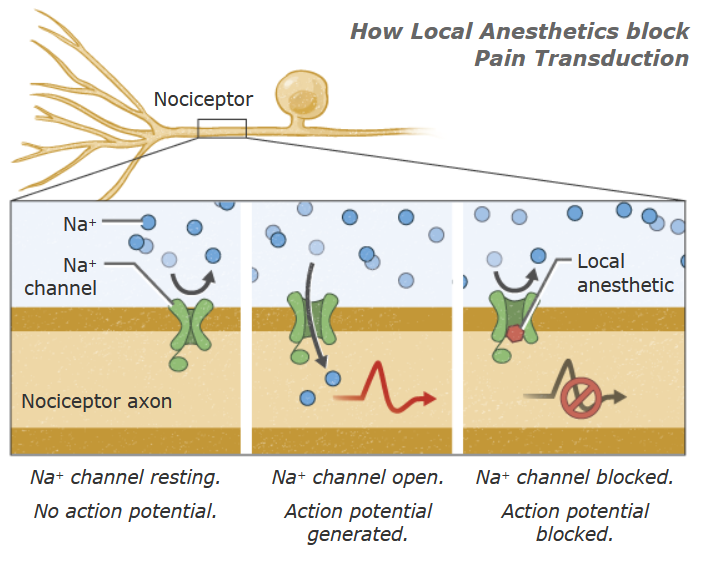 How Local Anesthetics block
Pain Transduction
Nociceptor
Na⁺
Na⁺
channel
Local
anesthetic
Nociceptor axon
Na⁺ channel resting.
No action potential.
Na⁺ channel open.
Action potential
generated.
Na⁺ channel blocked.
Action potential
blocked.